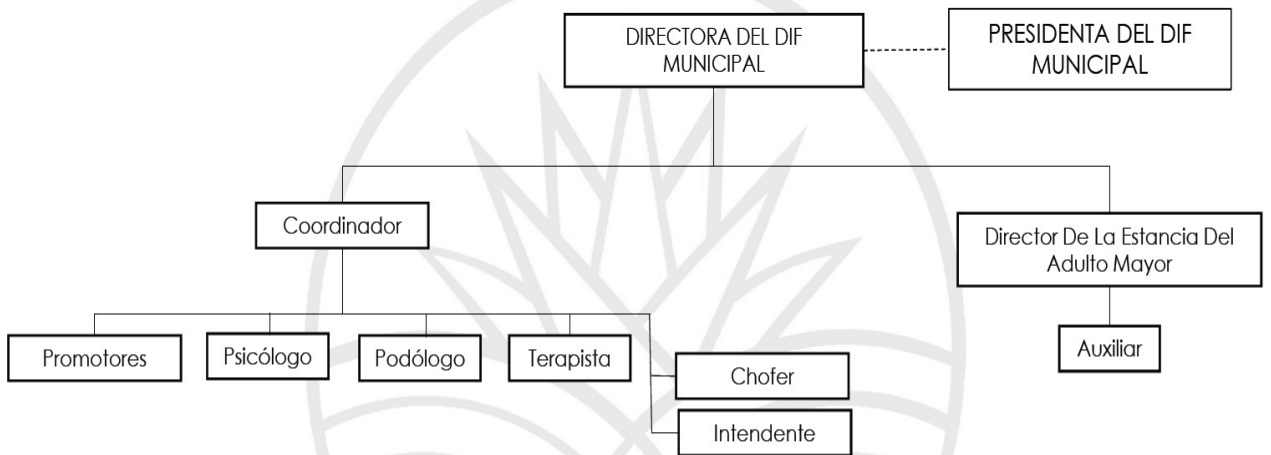 DIRECTORA DEL DIF
MUNICIPAL
PRESIDENTA DEL DIF
MUNICIPAL
Coordinador
Director De La Estancia Del
Adulto Mayor
Promotores
Psicólogo
Podólogo
Terapista
Chofer
Auxiliar
Intendente